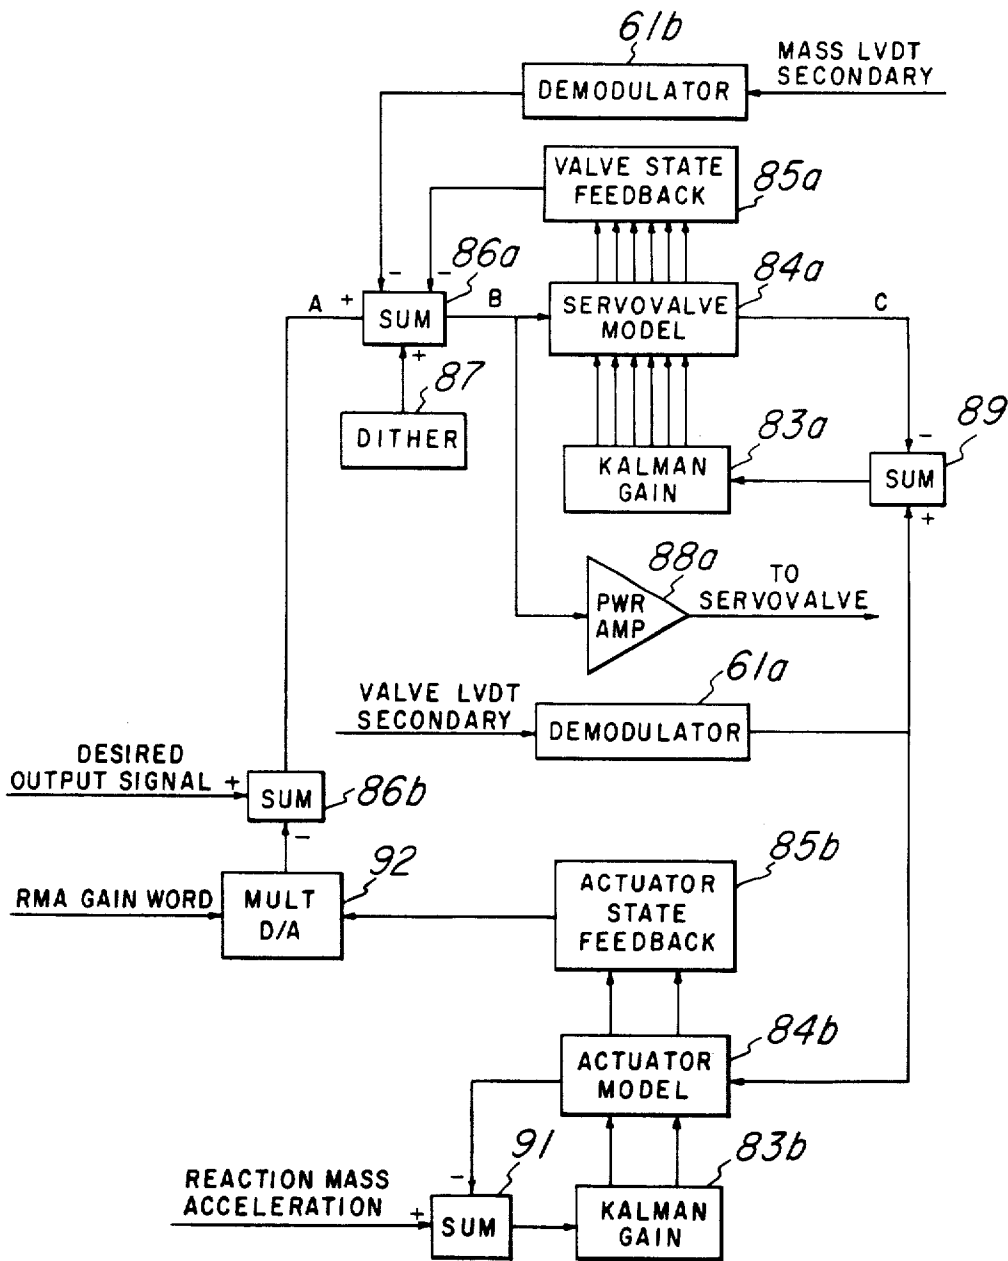 61b
MASS LVDT
SECONDARY
DEMODULATOR
VALVE STATE
FEEDBACK
85a
86a
84a
- -
A + B C
SUM
SERVOVALVE
MODEL
+
87
DITHER
83a
KALMAN
GAIN
89
-
SUM
+
88a
PWR
AMP
TO
SERVOVALVE
61a
VALVE LVDT
SECONDARY
DEMODULATOR
DESIRED
OUTPUT SIGNAL +
SUM
86b
-
92
RMA GAIN WORD
MULT
D/A
85b
ACTUATOR
STATE
FEEDBACK
84b
ACTUATOR
MODEL
91
83b
REACTION MASS
ACCELERATION
-
+
SUM
KALMAN
GAIN